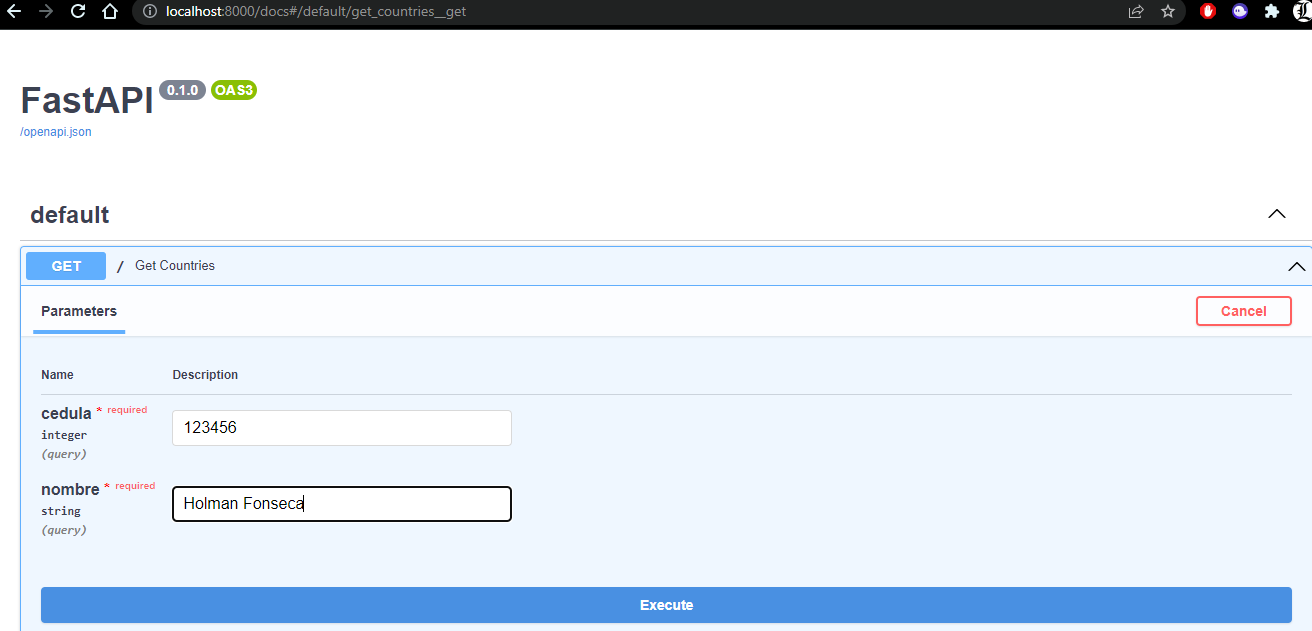 localhost:8000/docs#/default/get_countries__get
FastAPI 0.1.0 OAS3
/openapi.json
default
GET / Get Countries
Parameters Cancel
Name Description
cedula * required
integer
(query)
123456
nombre * required
string
(query)
Holman Fonseca
Execute